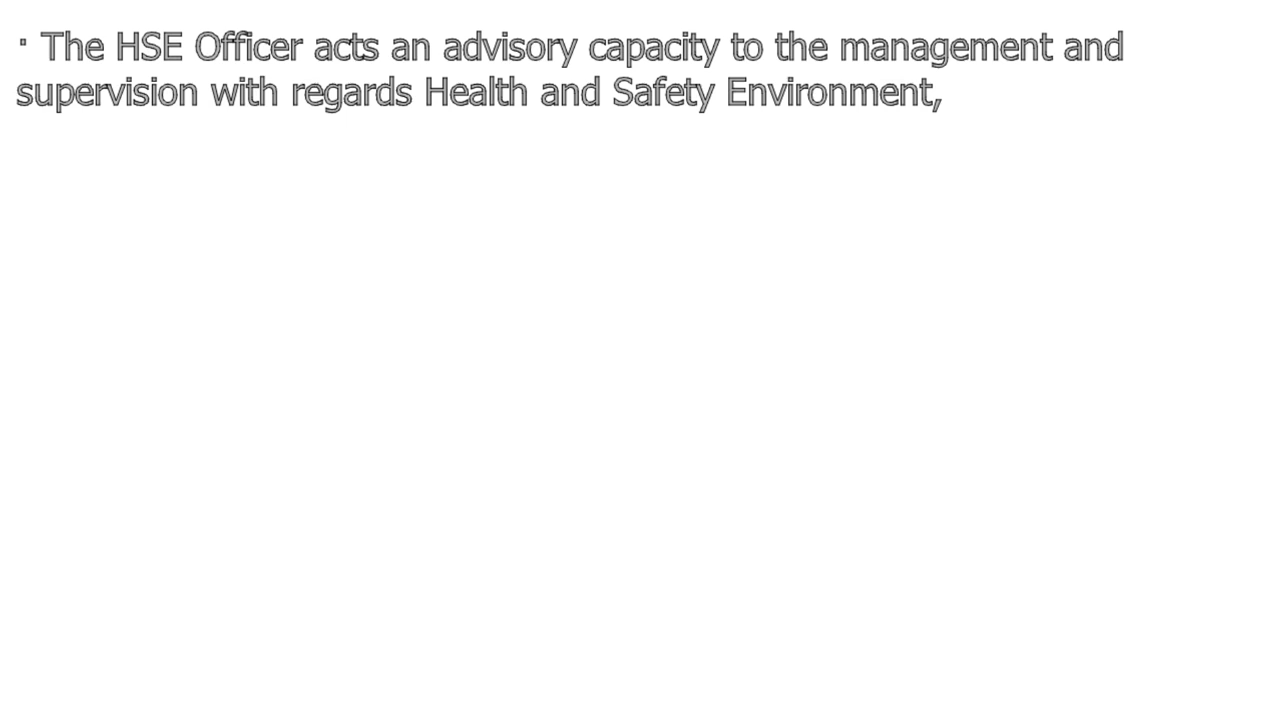 · The HSE Officer acts an advisory capacity to the management and
supervision with regards Health and Safety Environment,